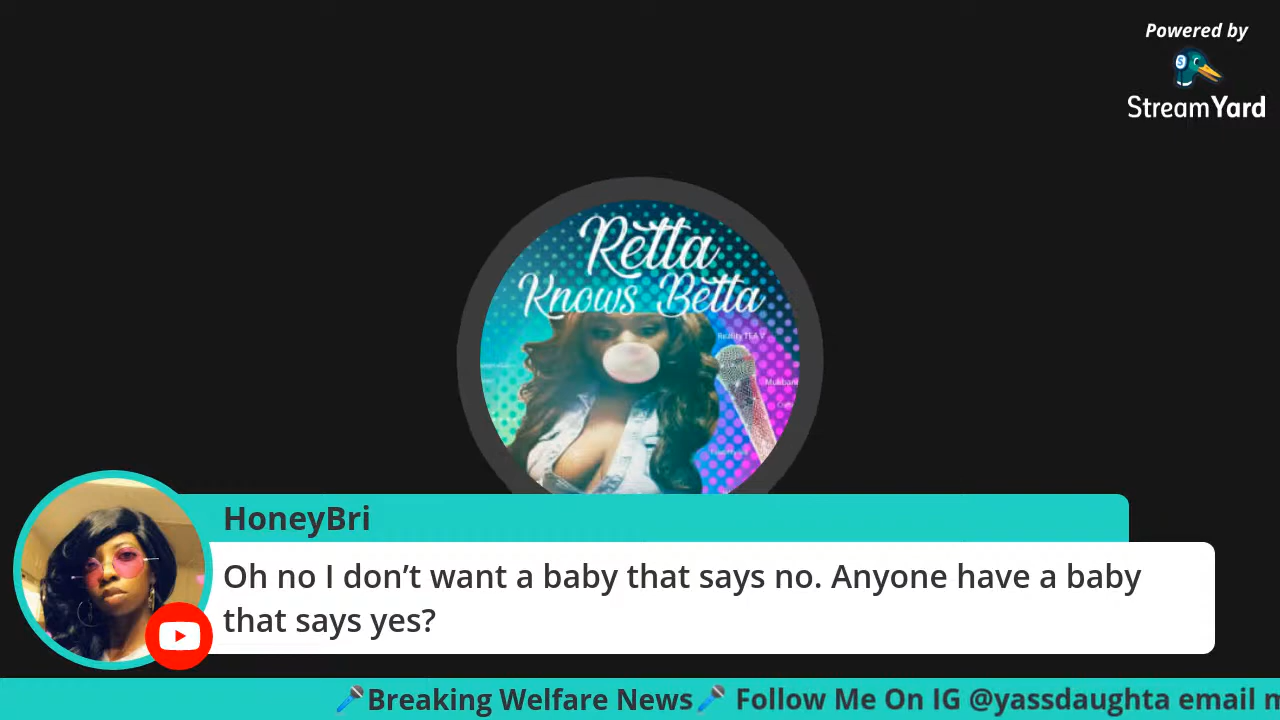 Powered by
StreamYard
Retta
Knows Betta
HoneyBri
Oh no I don’t want a baby that says no. Anyone have a baby
that says yes?
🎤Breaking Welfare News🎤 Follow Me On IG @yassdaughta email